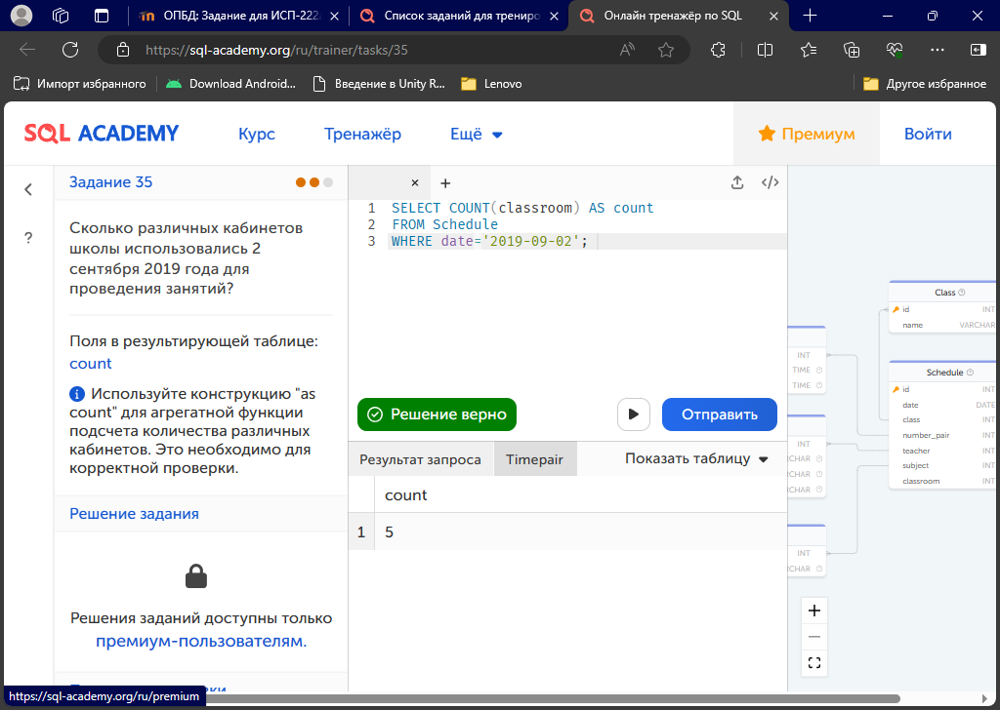 ОПБД: Задание для ИСП-222
Список заданий для трениро
Онлайн тренажёр по SQL
https://sql-academy.org/ru/trainer/tasks/35
Импорт избранного
Download Android...
Введение в Unity R...
Lenovo
Другое избранное
SQL ACADEMY
Курс
Тренажёр
Ещё
Премиум
Войти
Задание 35
Сколько различных кабинетов
школы использовались 2
сентября 2019 года для
проведения занятий?
Поля в результирующей таблице:
count
Используйте конструкцию "as
count" для агрегатной функции
подсчета количества различных
кабинетов. Это необходимо для
корректной проверки.
Решение задания
Решения заданий доступны только
премиум-пользователям.
https://sql-academy.org/ru/premium
1 SELECT COUNT(classroom) AS count
2 FROM Schedule
3 WHERE date='2019-09-02';
Решение верно
Отправить
Результат запроса
Timepair
Показать таблицу
count
1 5
INT
TIME
TIME
INT
RCHAR
RCHAR
RCHAR
INT
RCHAR
Class
id INT
name VARCHAR
Schedule
id INT
date DATE
class INT
number_pair INT
teacher INT
subject INT
classroom INT